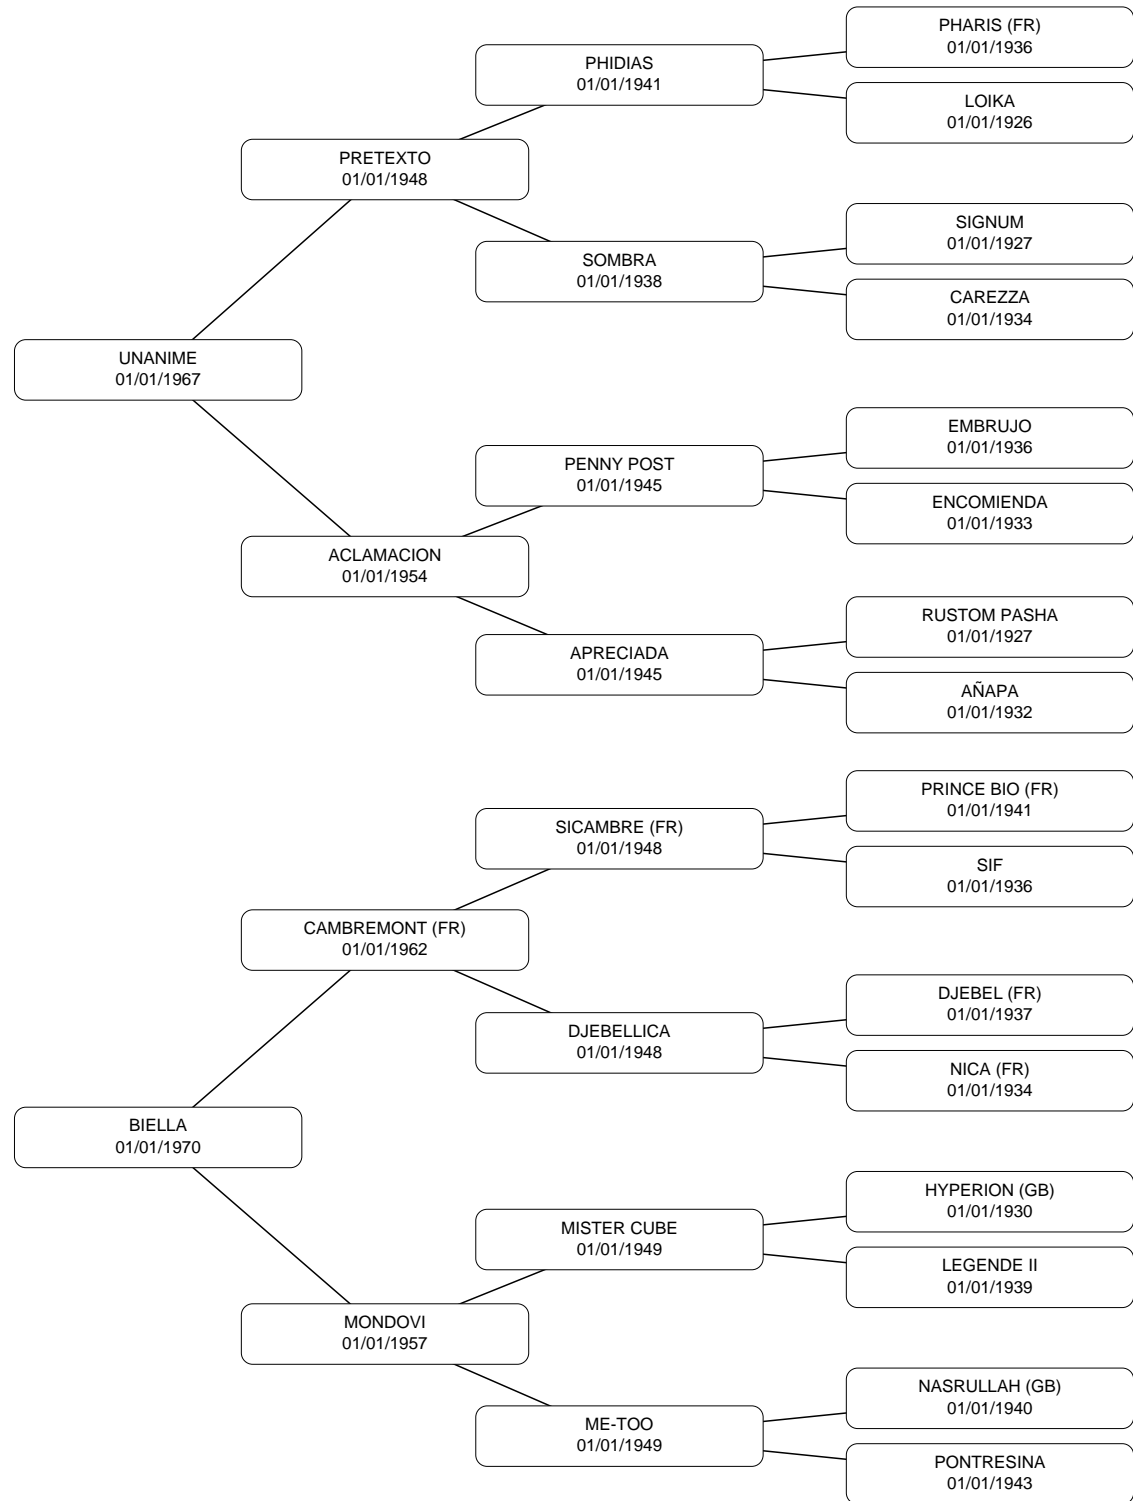 PHARIS (FR)
01/01/1936
PHIDIAS
01/01/1941
LOIKA
01/01/1926
PRETEXTO
01/01/1948
SIGNUM
01/01/1927
SOMBRA
01/01/1938
CAREZZA
01/01/1934
UNANIME
01/01/1967
EMBRUJO
01/01/1936
PENNY POST
01/01/1945
ENCOMIENDA
01/01/1933
ACLAMACION
01/01/1954
RUSTOM PASHA
01/01/1927
APRECIADA
01/01/1945
AÑAPA
01/01/1932
PRINCE BIO (FR)
01/01/1941
SICAMBRE (FR)
01/01/1948
SIF
01/01/1936
CAMBREMONT (FR)
01/01/1962
DJEBEL (FR)
01/01/1937
DJEBELLICA
01/01/1948
NICA (FR)
01/01/1934
BIELLA
01/01/1970
HYPERION (GB)
01/01/1930
MISTER CUBE
01/01/1949
LEGENDE II
01/01/1939
MONDOVI
01/01/1957
NASRULLAH (GB)
01/01/1940
ME-TOO
01/01/1949
PONTRESINA
01/01/1943